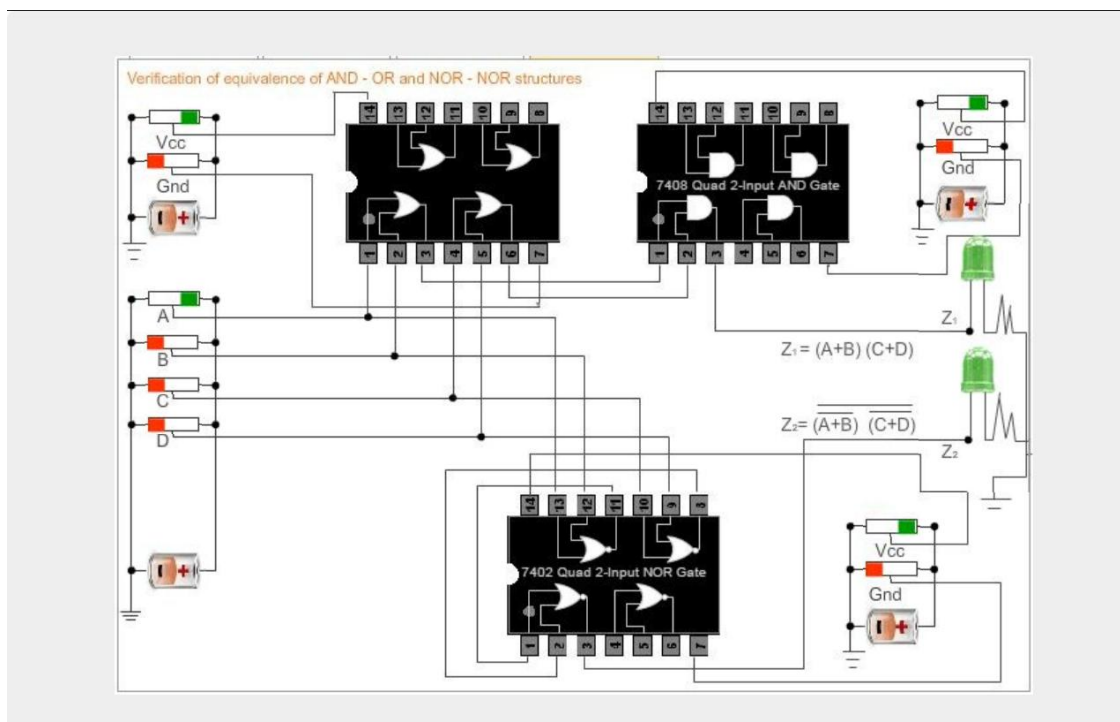 Verification of equivalence of AND - OR and NOR - NOR structures
Vcc
Gnd
14 13 12 11 10 9 8
1 2 3 4 5 6 7
14 13 12 11 10 9 8
7408 Quad 2-Input AND Gate
1 2 3 4 5 6 7
Vcc
Gnd
A
B
C
D
Z₁
Z₁= (A+B) (C+D)
Z₂= (A+B) (C+D)
Z₂
14 13 12 11 10 9 8
7402 Quad 2-Input NOR Gate
1 2 3 4 5 6 7
Vcc
Gnd